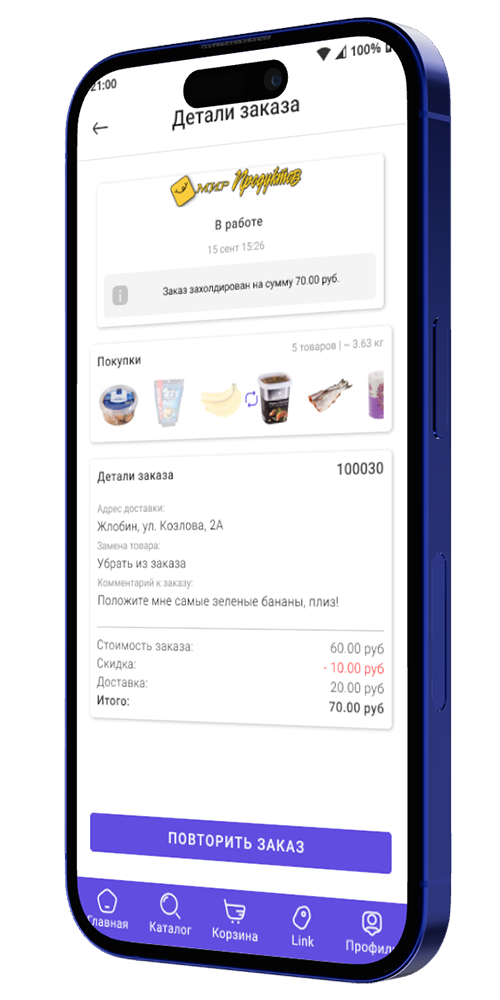 21:00
100%
Детали заказа
МИР Продуктов
В работе
15 сент 15:26
Заказ захолдирован на сумму 70.00 руб.
Покупки
5 товаров | ~ 3.63 кг
Детали заказа
100030
Адрес доставки:
Жлобин, ул. Козлова, 2А
Замена товара:
Убрать из заказа
Комментарий к заказу:
Положите мне самые зеленые бананы, плиз!
Стоимость заказа: 60.00 руб
Скидка: - 10.00 руб
Доставка: 20.00 руб
Итого: 70.00 руб
ПОВТОРИТЬ ЗАКАЗ
Главная
Каталог
Корзина
Link
Профиль